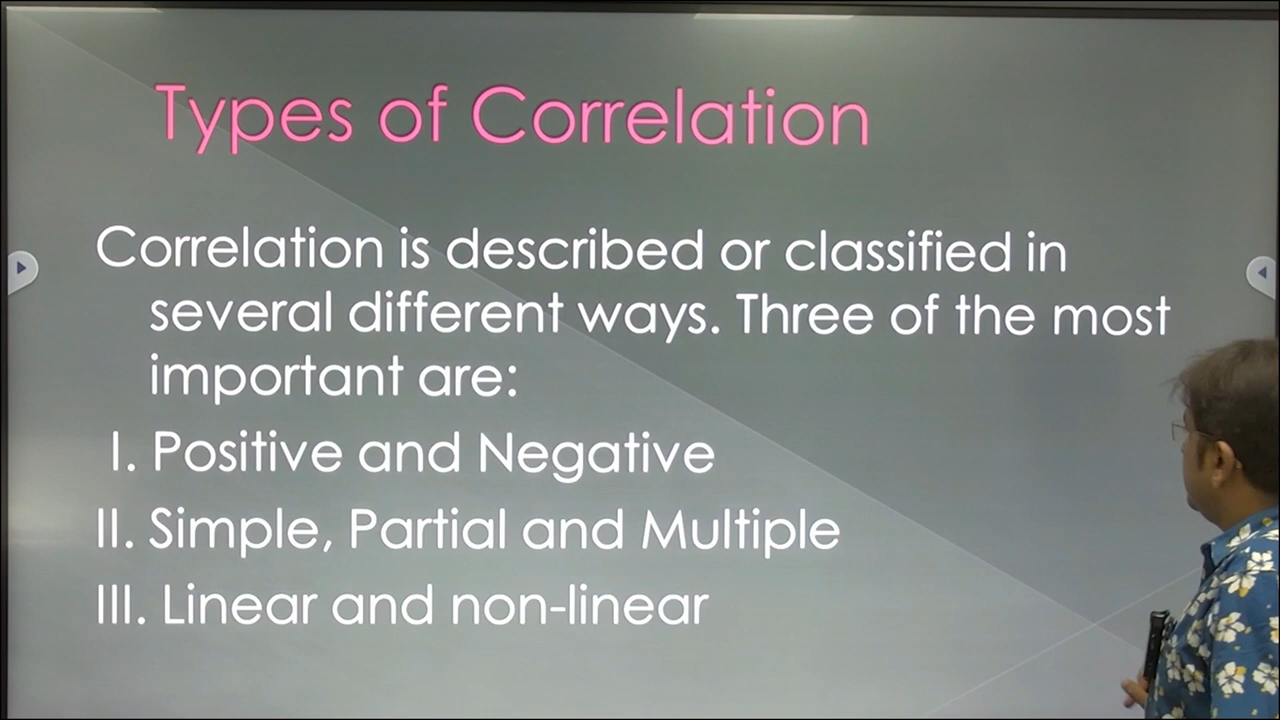 Types of Correlation
Correlation is described or classified in
several different ways. Three of the most
important are:
I. Positive and Negative
II. Simple, Partial and Multiple
III. Linear and non-linear